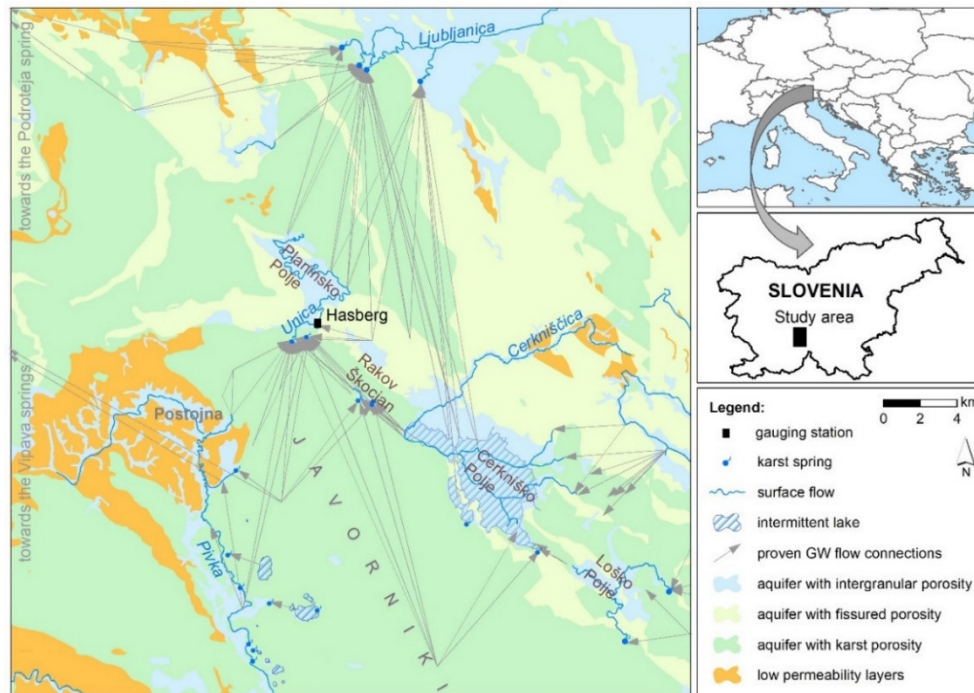 towards the Podroteja spring
towards the Vipava springs
Ljubljanica
Planinsko
Polje
Unica
Hasberg
Rakov
Škocjan
Cerkniščica
Cerkniško
Polje
Postojna
Pivka
JAVORNIKI
Loško
Polje
SLOVENIA
Study area
Legend:
0 2 4 km
gauging station
karst spring
N
surface flow
intermittent lake
proven GW flow connections
aquifer with intergranular porosity
aquifer with fissured porosity
aquifer with karst porosity
low permeability layers